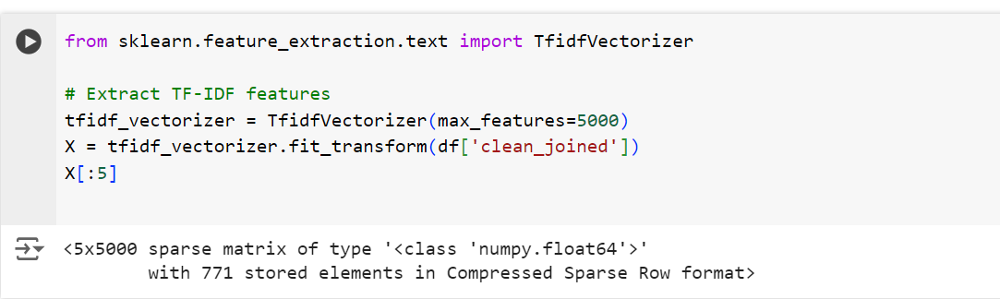 from sklearn.feature_extraction.text import TfidfVectorizer
# Extract TF-IDF features
tfidf_vectorizer = TfidfVectorizer(max_features=5000)
X = tfidf_vectorizer.fit_transform(df['clean_joined'])
X[:5]
<5x5000 sparse matrix of type '<class 'numpy.float64'>'
        with 771 stored elements in Compressed Sparse Row format>